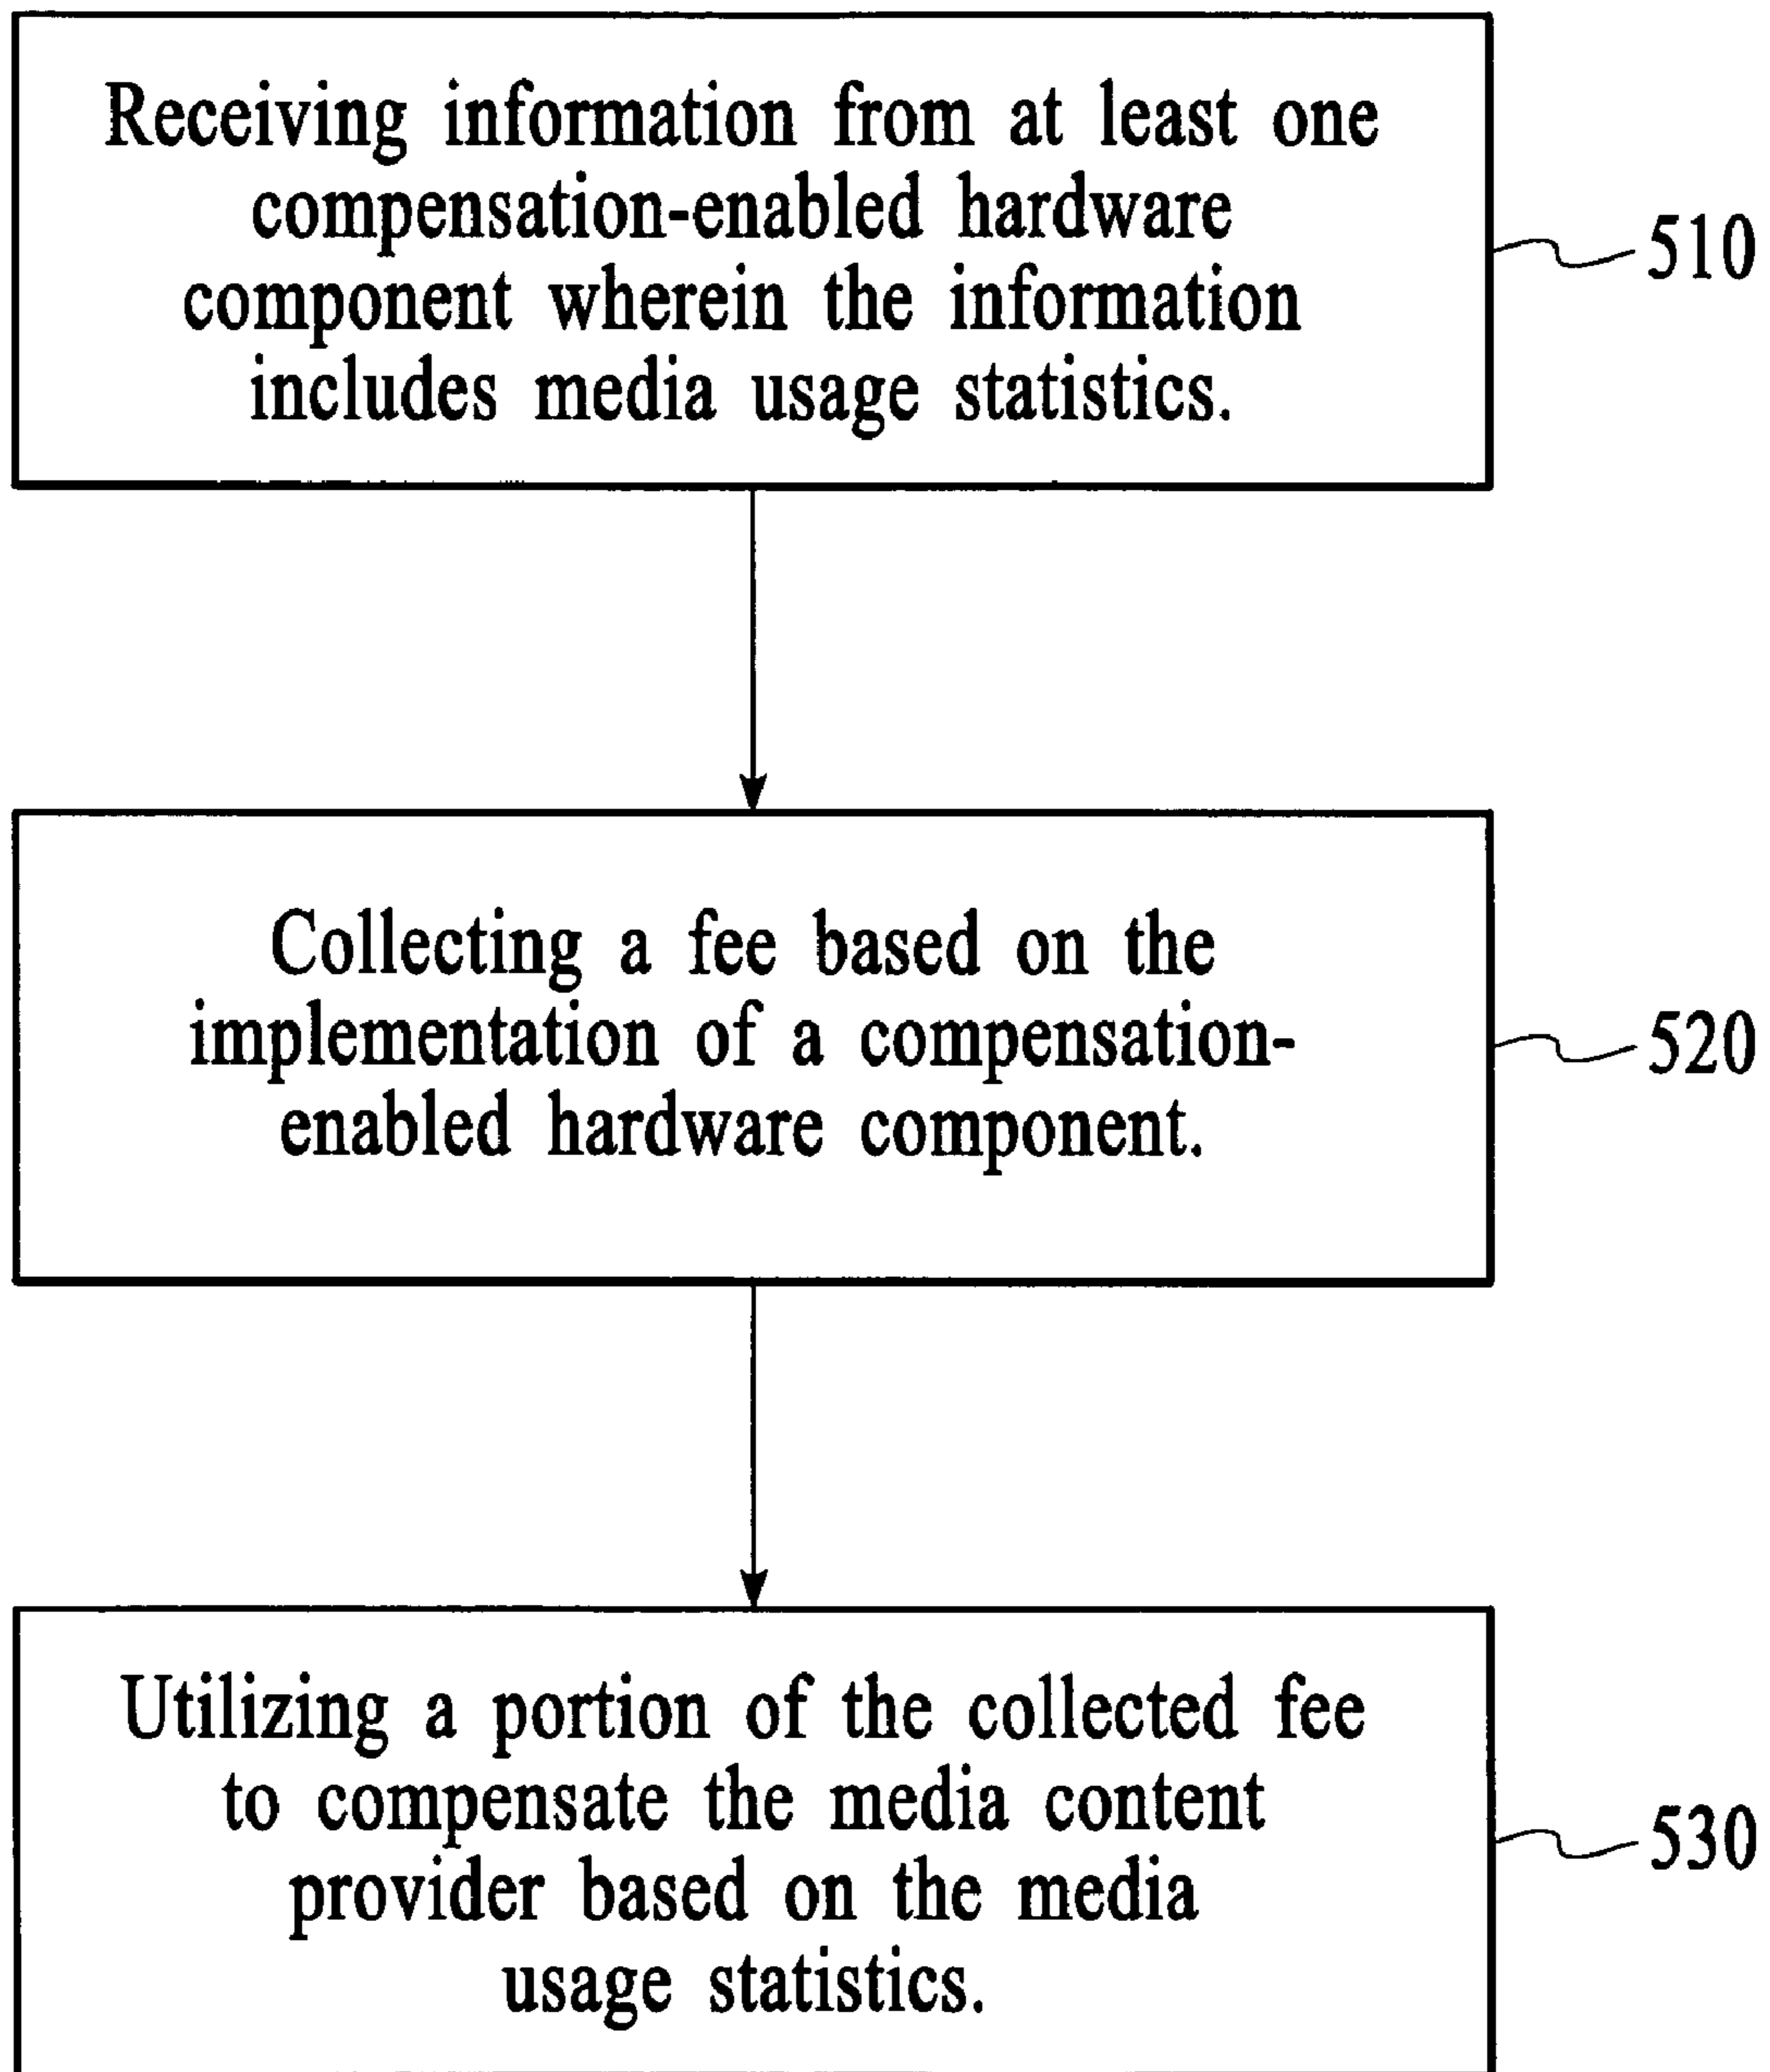 Receiving information from at least one
compensation-enabled hardware
component wherein the information
includes media usage statistics.
510
Collecting a fee based on the
implementation of a compensation-
enabled hardware component.
520
Utilizing a portion of the collected fee
to compensate the media content
provider based on the media
usage statistics.
530